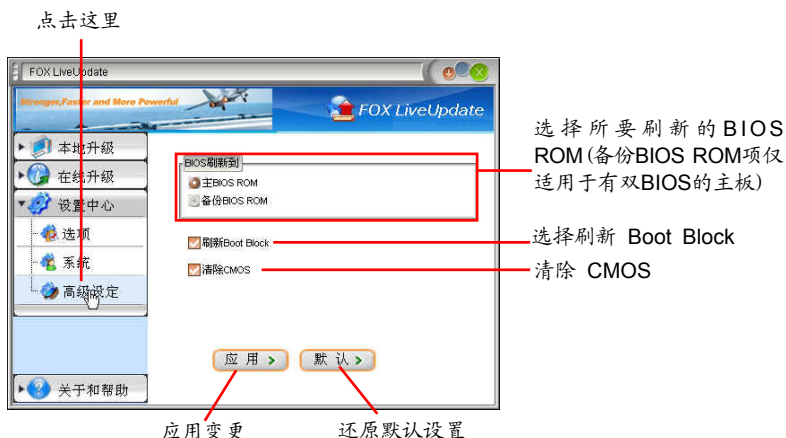 点击这里
FOX LiveUpdate
Stronger,Faster and More Powerful
FOX LiveUpdate
本地升级
在线升级
设置中心
选项
系统
高级设定
关于和帮助
BIOS刷新到
主BIOS ROM
备份BIOS ROM
刷新Boot Block
清除CMOS
应 用
默 认
选择所要刷新的BIOS
ROM(备份BIOS ROM项仅
适用于有双BIOS的主板)
选择刷新 Boot Block
清除 CMOS
应用变更
还原默认设置